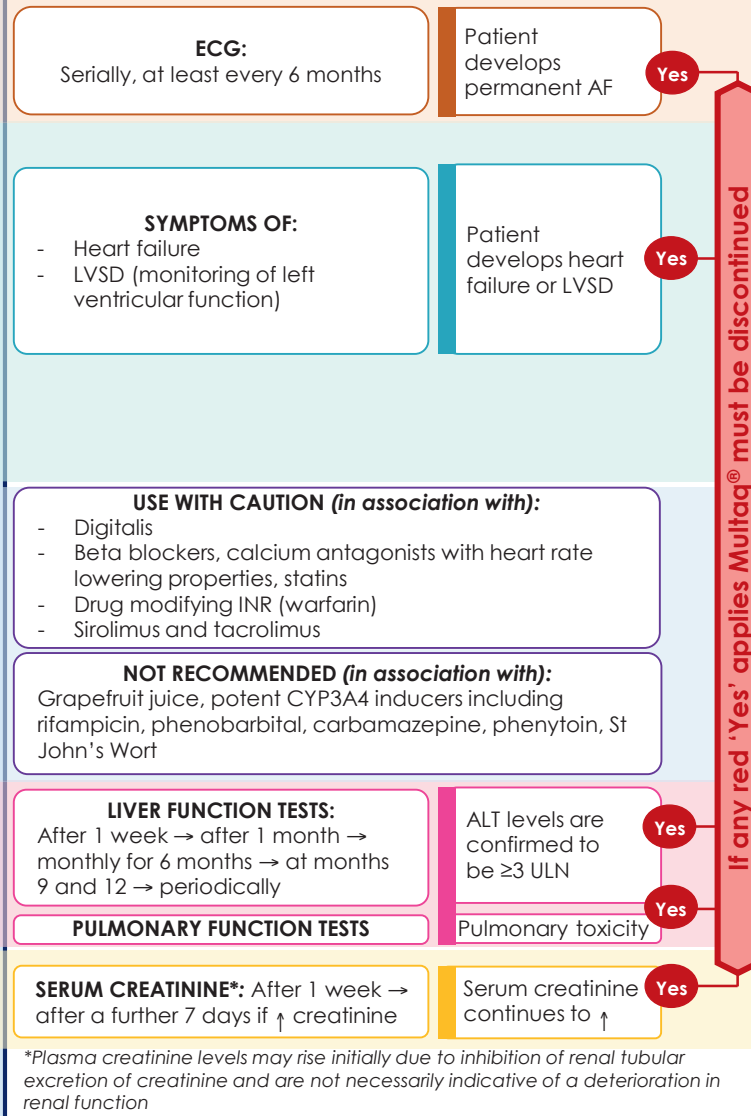 ECG:
Serially, at least every 6 months
Patient
develops
permanent AF
Yes
SYMPTOMS OF:
- Heart failure
- LVSD (monitoring of left
ventricular function)
Patient
develops heart
failure or LVSD
Yes
USE WITH CAUTION (in association with):
- Digitalis
- Beta blockers, calcium antagonists with heart rate
lowering properties, statins
- Drug modifying INR (warfarin)
- Sirolimus and tacrolimus
NOT RECOMMENDED (in association with):
Grapefruit juice, potent CYP3A4 inducers including
rifampicin, phenobarbital, carbamazepine, phenytoin, St
John’s Wort
LIVER FUNCTION TESTS:
After 1 week → after 1 month →
monthly for 6 months → at months
9 and 12 → periodically
ALT levels are
confirmed to
be ≥3 ULN
Yes
PULMONARY FUNCTION TESTS
Pulmonary toxicity
Yes
SERUM CREATININE*: After 1 week →
after a further 7 days if ↑ creatinine
Serum creatinine
continues to ↑
Yes
If any red ‘Yes’ applies Multaq® must be discontinued
*Plasma creatinine levels may rise initially due to inhibition of renal tubular
excretion of creatinine and are not necessarily indicative of a deterioration in
renal function